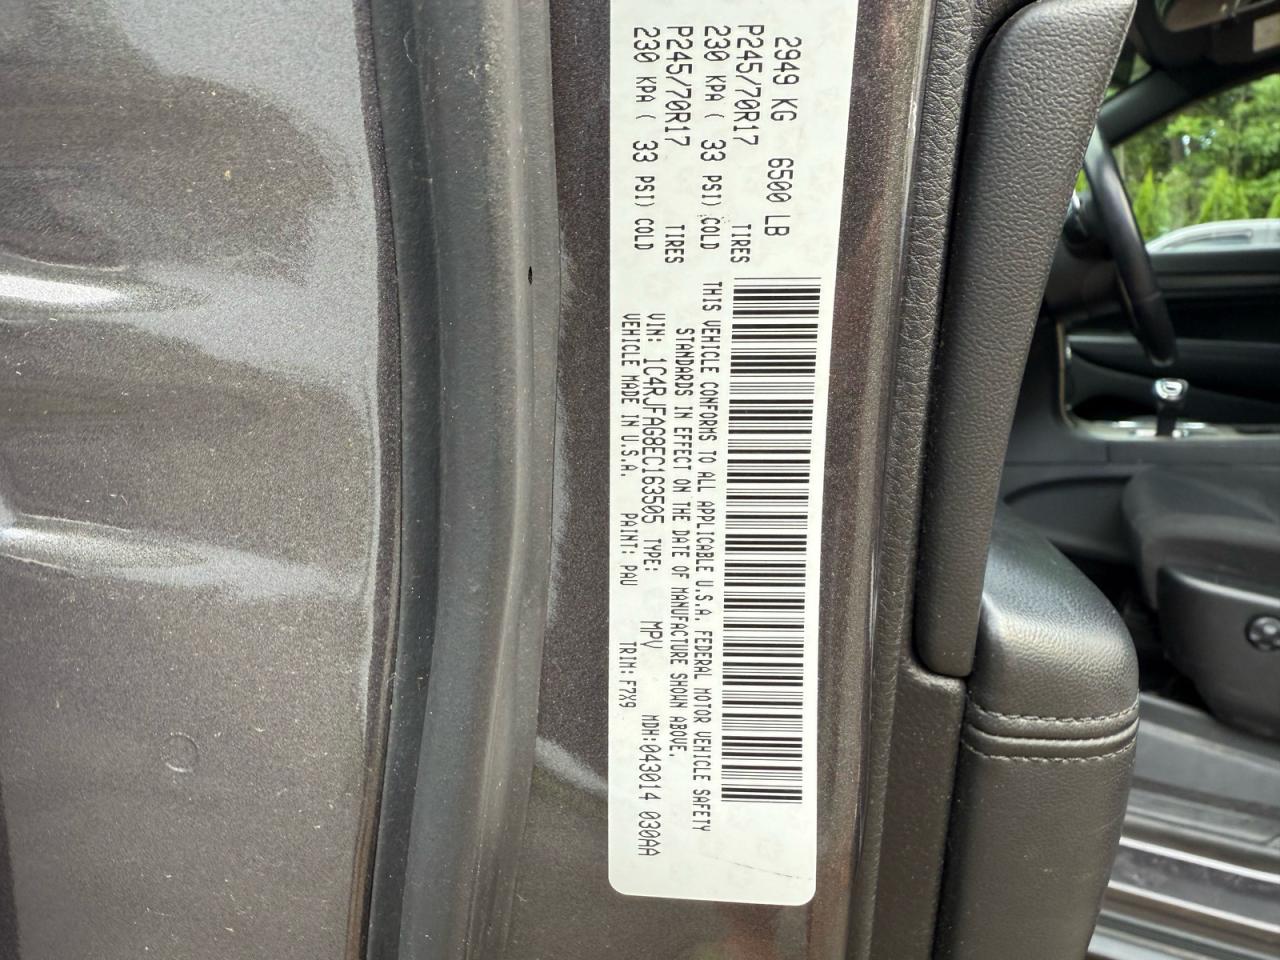 2949 KG 6500 LB
P245/70R17 TIRES
230 KPA ( 33 PSI) COLD
P245/70R17 TIRES
230 KPA ( 33 PSI) COLD
THIS VEHICLE CONFORMS TO ALL APPLICABLE U.S.A. FEDERAL MOTOR VEHICLE SAFETY
STANDARDS IN EFFECT ON THE DATE OF MANUFACTURE SHOWN ABOVE.
VIN: 1C4RJFAG8EC163505 TYPE: MPV MDH:043014 030AA
VEHICLE MADE IN U.S.A. PAINT: PAU TRIM: F7X9